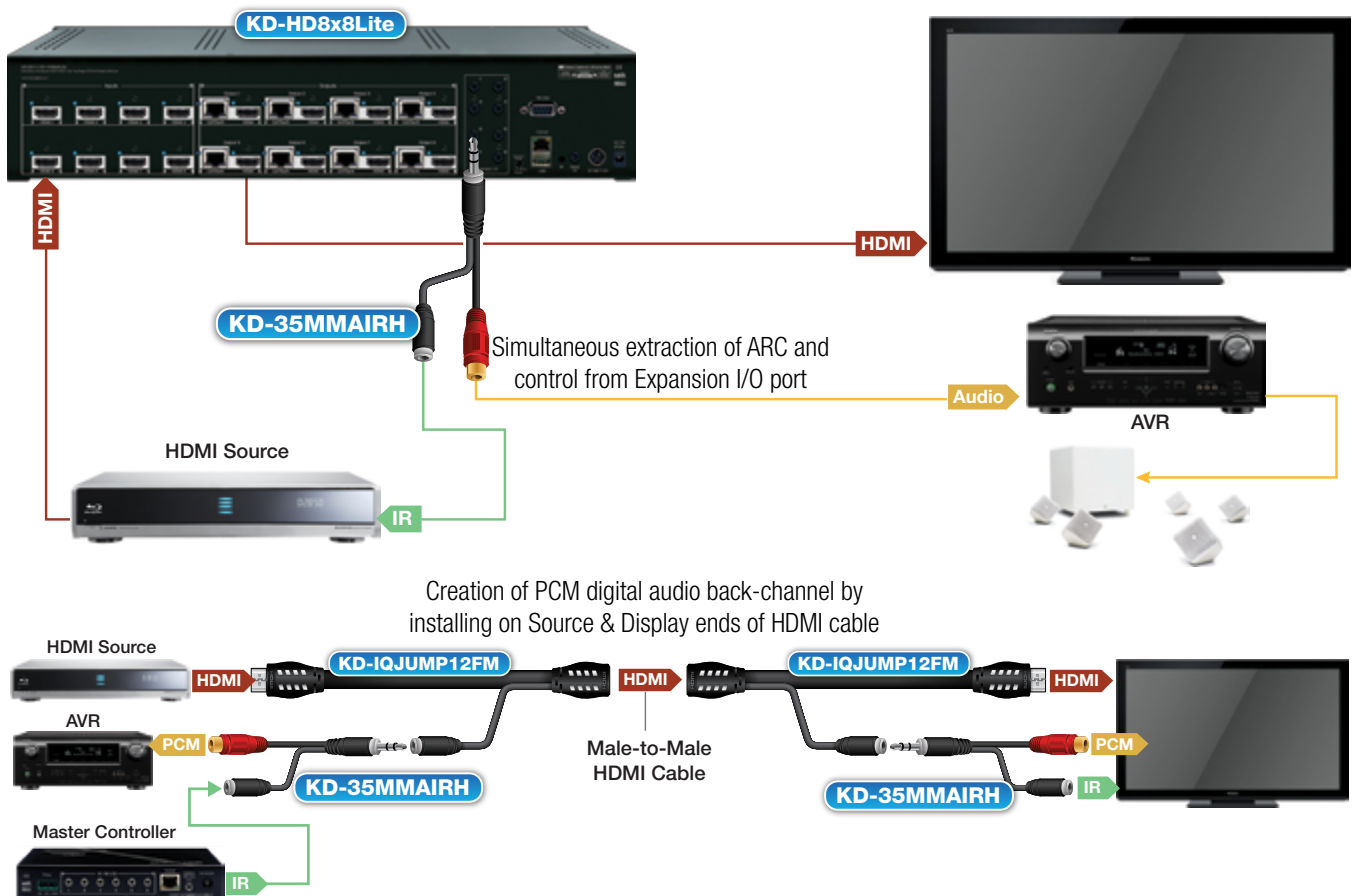 KD-HD8x8Lite
HDMI
HDMI
KD-35MMAIRH
Simultaneous extraction of ARC and
control from Expansion I/O port
Audio
AVR
HDMI Source
IR
Creation of PCM digital audio back-channel by
installing on Source & Display ends of HDMI cable
HDMI Source
HDMI
KD-IQJUMP12FM
HDMI
KD-IQJUMP12FM
HDMI
AVR
PCM
Male-to-Male
HDMI Cable
PCM
KD-35MMAIRH
KD-35MMAIRH
IR
Master Controller
IR